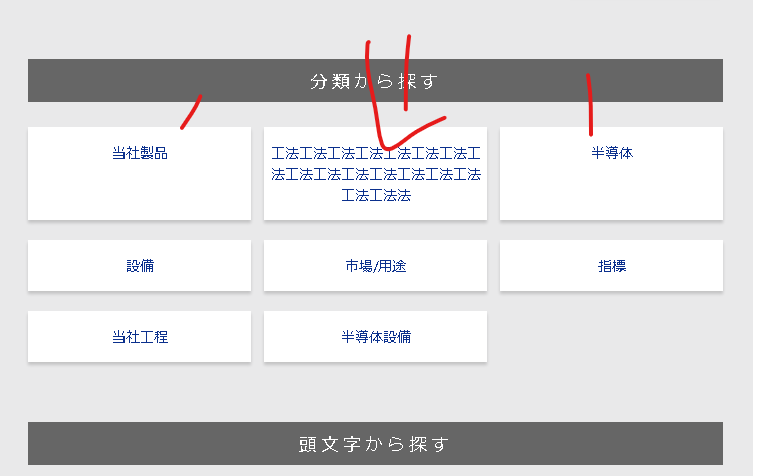 分類から探す
当社製品
工法工法工法工法工法工法工法工
法工法工法工法工法工法工法工法
工法工法法
半導体
設備
市場/用途
指標
当社工程
半導体設備
頭文字から探す